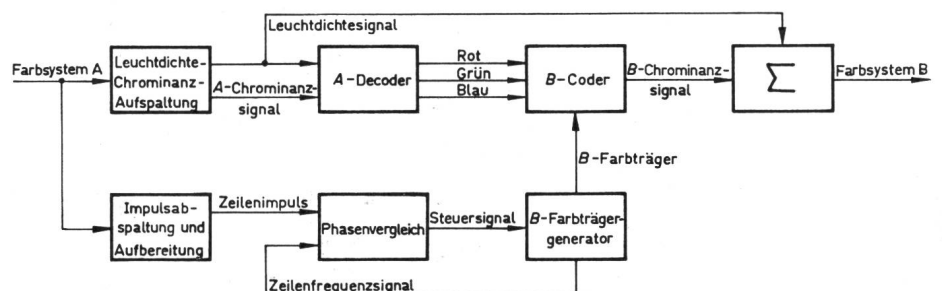 Leuchtdichtesignal
Farbsystem A
Leuchtdichte-
Chrominanz-
Aufspaltung
A-Chrominanz-
signal
A-Decoder
Rot
Grün
Blau
B-Coder
B-Chrominanz-
signal
Σ
Farbsystem B
B-Farbträger
Impulsab-
spaltung und
Aufbereitung
Zeilenimpuls
Phasenvergleich
Steuersignal
B-Farbträger-
generator
Zeilenfrequenzsignal